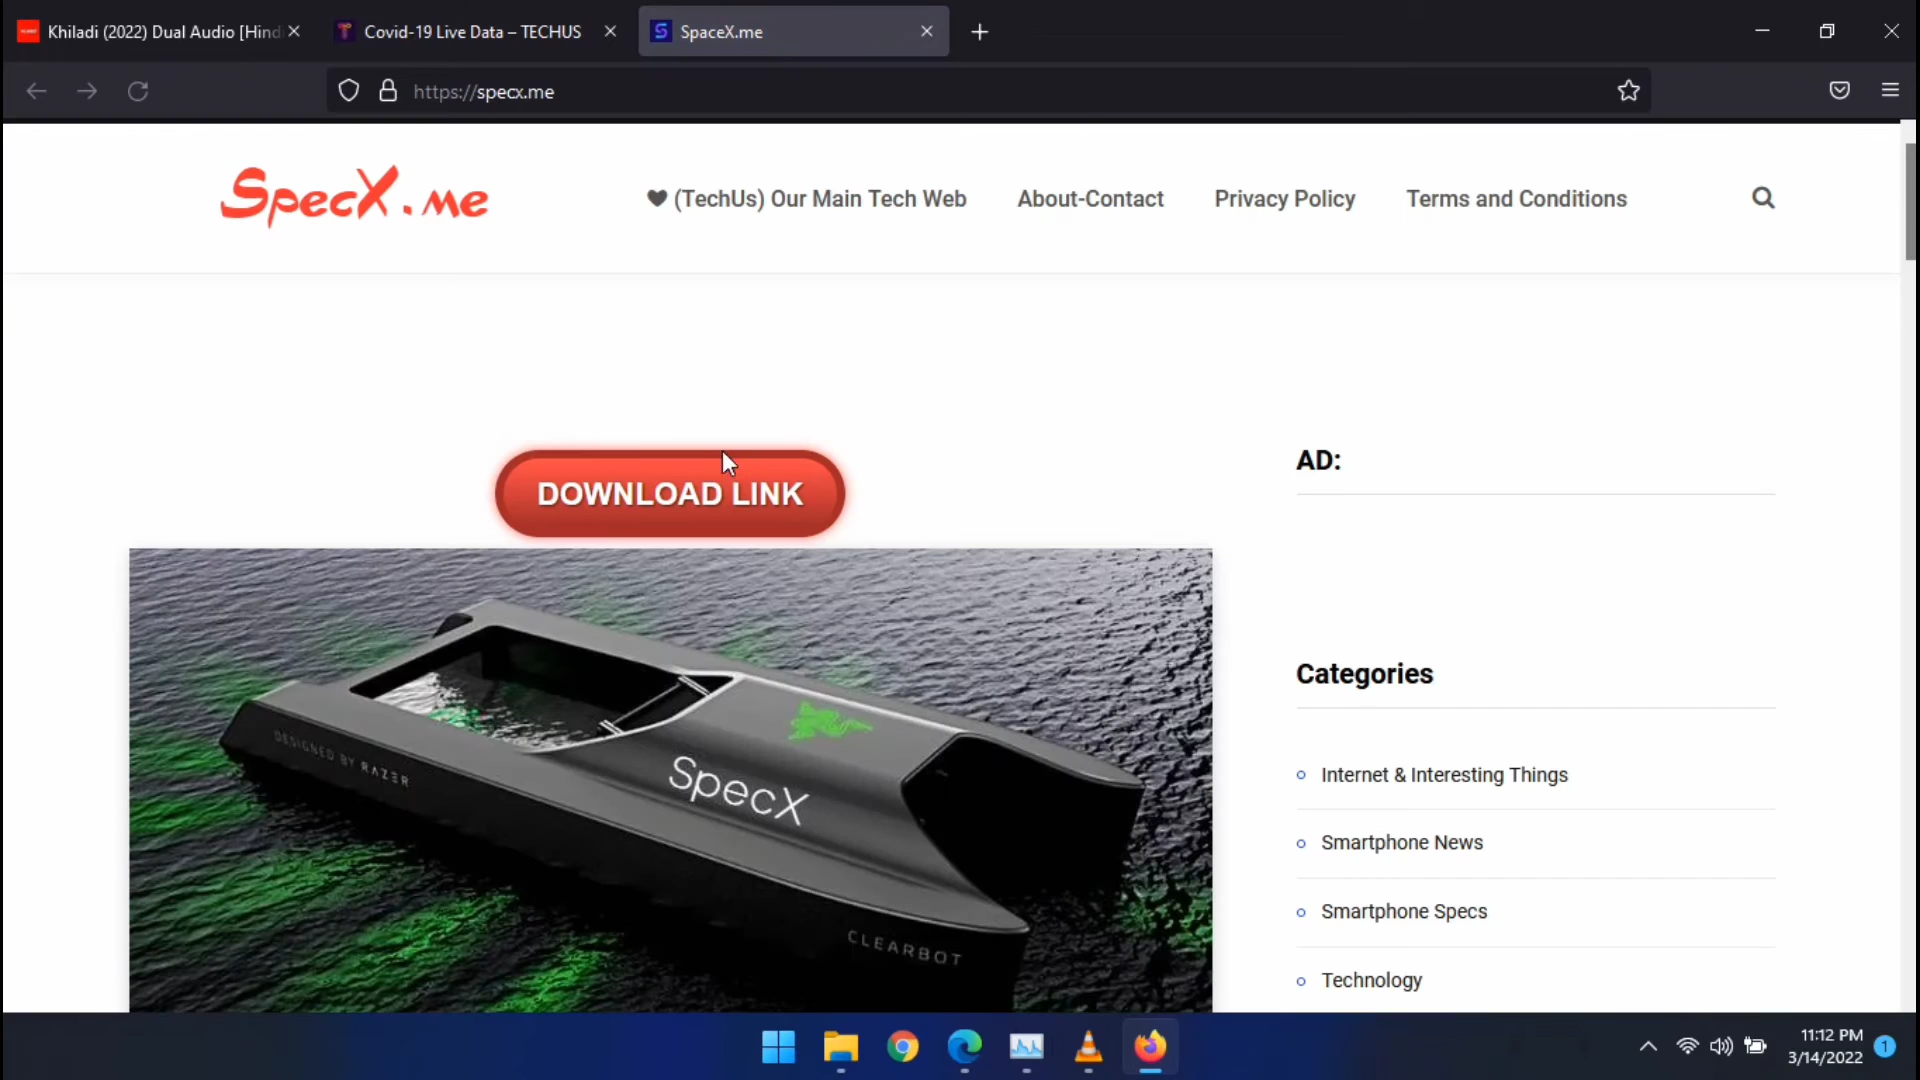 Khiladi (2022) Dual Audio [Hind
Covid-19 Live Data – TECHUS
SpaceX.me
https://specx.me
SpecX.me
(TechUs) Our Main Tech Web
About-Contact
Privacy Policy
Terms and Conditions
DOWNLOAD LINK
AD:
DESIGNED BY RAZER
SpecX
CLEARBOT
Categories
Internet & Interesting Things
Smartphone News
Smartphone Specs
Technology
11:12 PM
3/14/2022
1